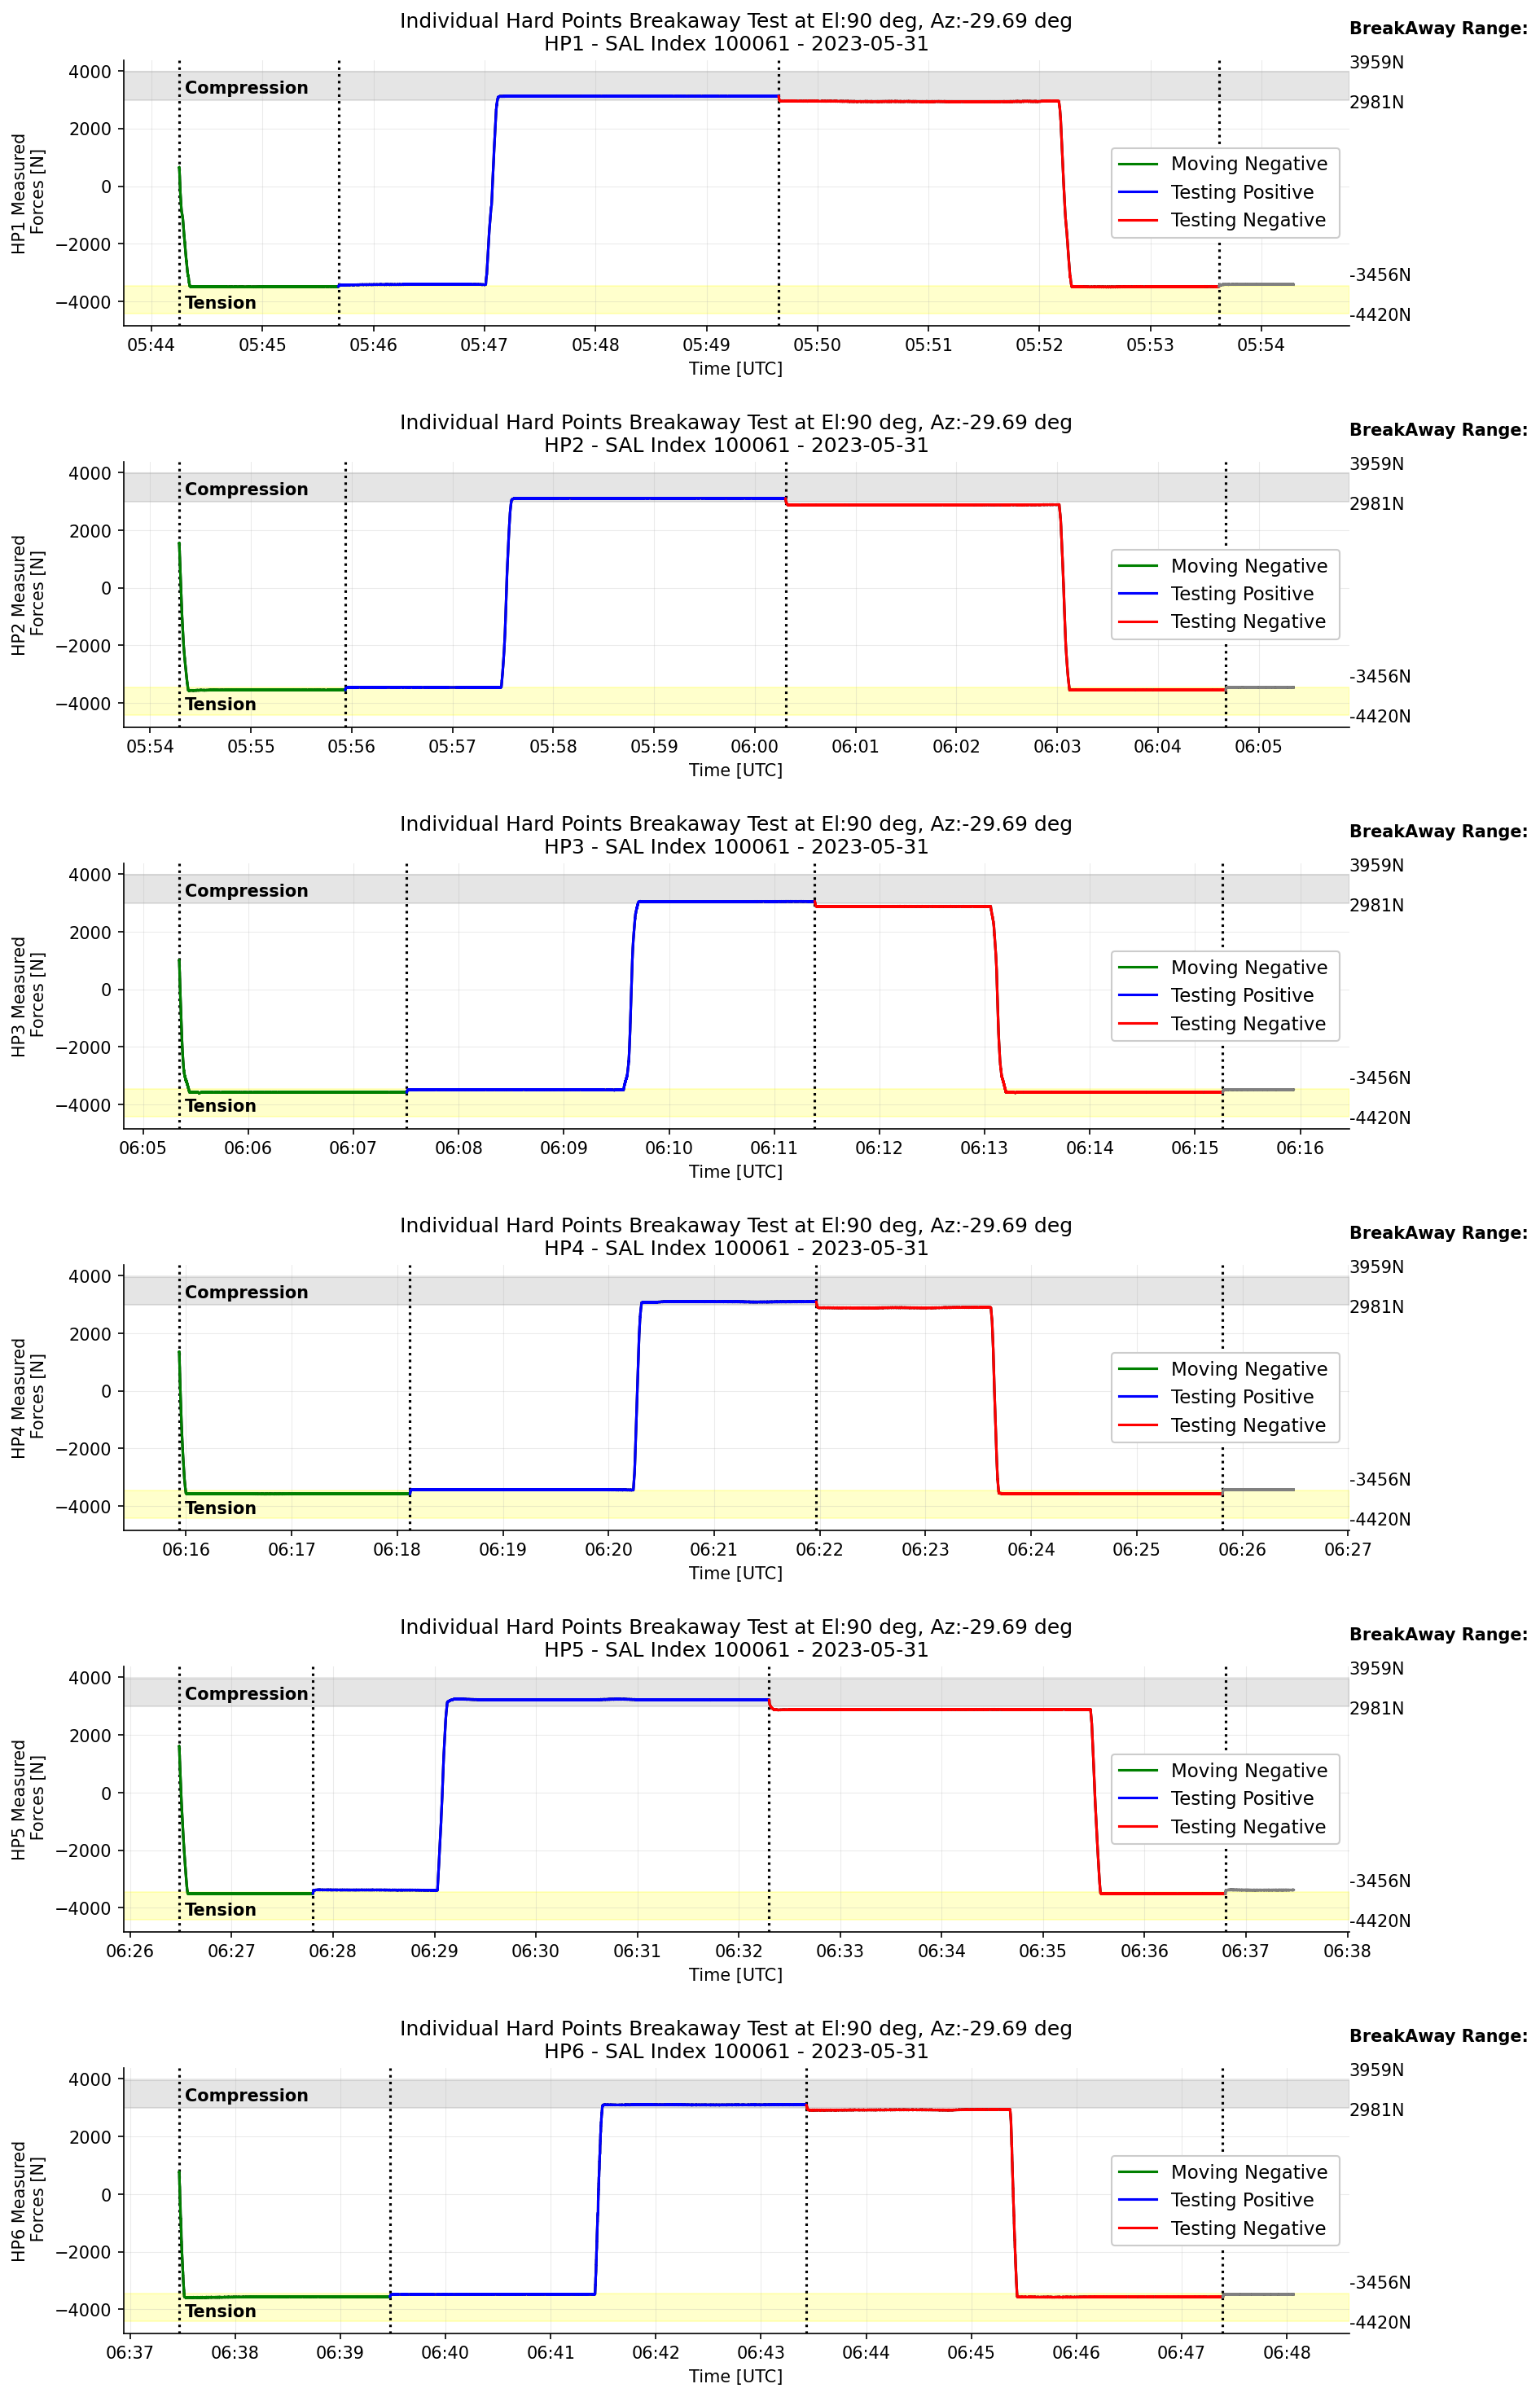 Individual Hard Points Breakaway Test at El:90 deg, Az:-29.69 deg
HP1 - SAL Index 100061 - 2023-05-31
BreakAway Range:
3959N
2981N
-3456N
-4420N
HP1 Measured
Forces [N]
4000
2000
0
−2000
−4000
Compression
Tension
Moving Negative
Testing Positive
Testing Negative
05:44 05:45 05:46 05:47 05:48 05:49 05:50 05:51 05:52 05:53 05:54
Time [UTC]
Individual Hard Points Breakaway Test at El:90 deg, Az:-29.69 deg
HP2 - SAL Index 100061 - 2023-05-31
BreakAway Range:
3959N
2981N
-3456N
-4420N
HP2 Measured
Forces [N]
4000
2000
0
−2000
−4000
Compression
Tension
Moving Negative
Testing Positive
Testing Negative
05:54 05:55 05:56 05:57 05:58 05:59 06:00 06:01 06:02 06:03 06:04 06:05
Time [UTC]
Individual Hard Points Breakaway Test at El:90 deg, Az:-29.69 deg
HP3 - SAL Index 100061 - 2023-05-31
BreakAway Range:
3959N
2981N
-3456N
-4420N
HP3 Measured
Forces [N]
4000
2000
0
−2000
−4000
Compression
Tension
Moving Negative
Testing Positive
Testing Negative
06:05 06:06 06:07 06:08 06:09 06:10 06:11 06:12 06:13 06:14 06:15 06:16
Time [UTC]
Individual Hard Points Breakaway Test at El:90 deg, Az:-29.69 deg
HP4 - SAL Index 100061 - 2023-05-31
BreakAway Range:
3959N
2981N
-3456N
-4420N
HP4 Measured
Forces [N]
4000
2000
0
−2000
−4000
Compression
Tension
Moving Negative
Testing Positive
Testing Negative
06:16 06:17 06:18 06:19 06:20 06:21 06:22 06:23 06:24 06:25 06:26 06:27
Time [UTC]
Individual Hard Points Breakaway Test at El:90 deg, Az:-29.69 deg
HP5 - SAL Index 100061 - 2023-05-31
BreakAway Range:
3959N
2981N
-3456N
-4420N
HP5 Measured
Forces [N]
4000
2000
0
−2000
−4000
Compression
Tension
Moving Negative
Testing Positive
Testing Negative
06:26 06:27 06:28 06:29 06:30 06:31 06:32 06:33 06:34 06:35 06:36 06:37 06:38
Time [UTC]
Individual Hard Points Breakaway Test at El:90 deg, Az:-29.69 deg
HP6 - SAL Index 100061 - 2023-05-31
BreakAway Range:
3959N
2981N
-3456N
-4420N
HP6 Measured
Forces [N]
4000
2000
0
−2000
−4000
Compression
Tension
Moving Negative
Testing Positive
Testing Negative
06:37 06:38 06:39 06:40 06:41 06:42 06:43 06:44 06:45 06:46 06:47 06:48
Time [UTC]